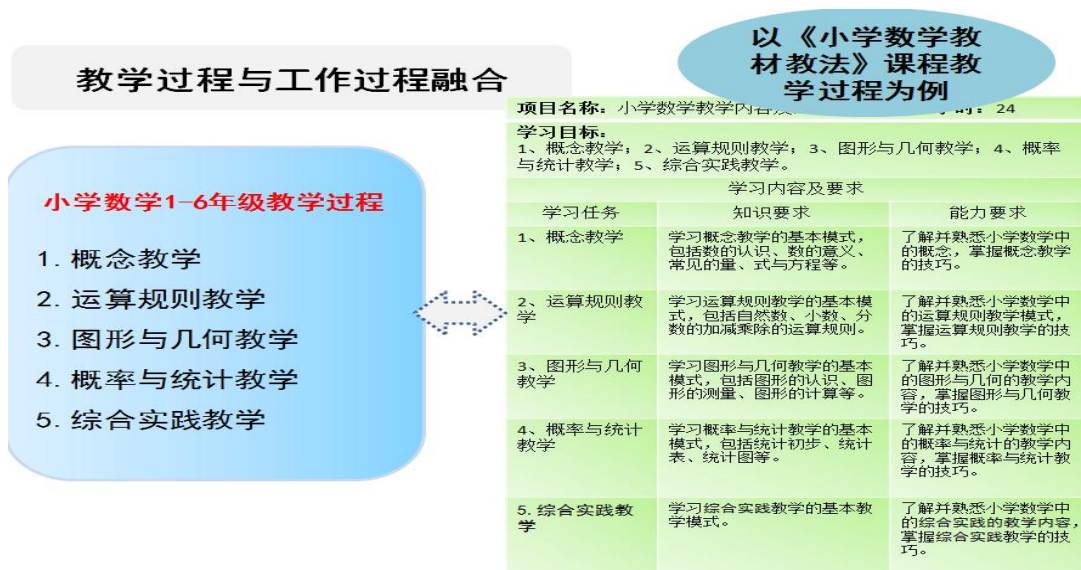 教学过程与工作过程融合
以《小学数学教
材教法》课程教
学过程为例
小学数学1-6年级教学过程
1. 概念教学
2. 运算规则教学
3. 图形与几何教学
4. 概率与统计教学
5. 综合实践教学
项目名称：小学数学教学内容 24
学习目标：
1、概念教学；2、运算规则教学；3、图形与几何教学；4、概率
与统计教学；5、综合实践教学。
学习内容及要求
学习任务 知识要求 能力要求
1、概念教学
学习概念教学的基本模式，
包括数的认识、数的意义、
常见的量、式与方程等。
了解并熟悉小学数学中
的概念，掌握概念教学
的技巧。
2、运算规则教
学
学习运算规则教学的基本模
式，包括自然数、小数、分
数的加减乘除的运算规则。
了解并熟悉小学数学中
的运算规则教学模式，
掌握运算规则教学的技
巧。
3、图形与几何
教学
学习图形与几何教学的基本
模式，包括图形的认识、图
形的测量、图形的计算等。
了解并熟悉小学数学中
的图形与几何的教学内
容，掌握图形与几何教
学的技巧。
4、概率与统计
教学
学习概率与统计教学的基本
模式，包括统计初步、统计
表、统计图等。
了解并熟悉小学数学中
的概率与统计的教学内
容，掌握概率与统计教
学的技巧。
5.综合实践教
学
学习综合实践教学的基本教
学模式。
了解并熟悉小学数学中
的综合实践的教学内容，
掌握综合实践教学的技
巧。